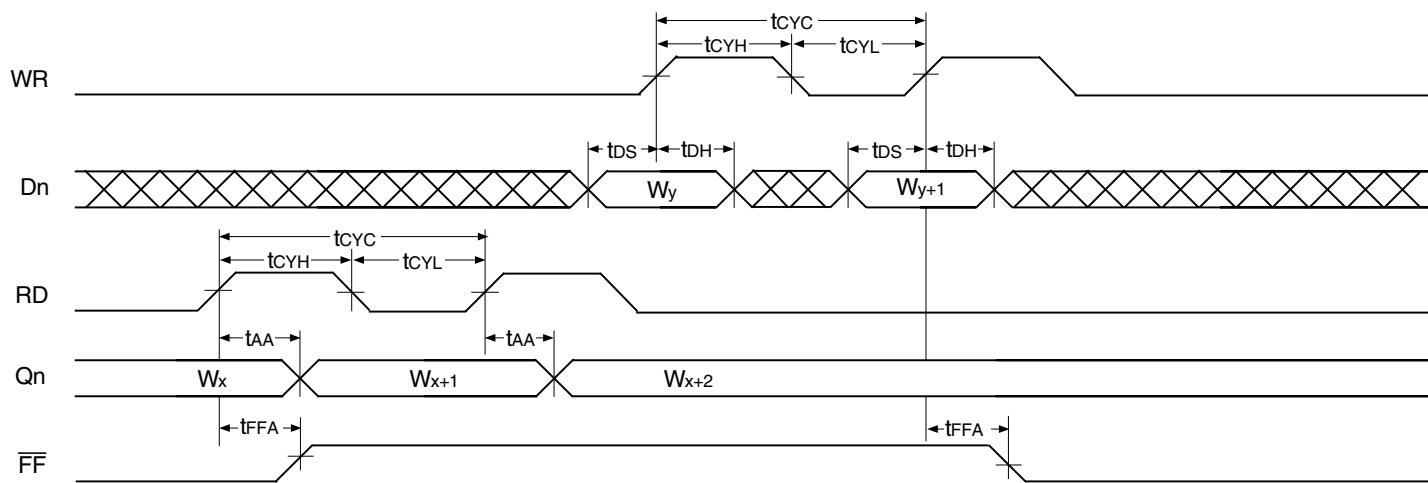 tCYC
tCYH tCYL
WR
tDS tDH tDS tDH
Dn Wy Wy+1
tCYC
tCYH tCYL
RD
tAA tAA
Qn Wx Wx+1 Wx+2
tFFA tFFA
F̅F̅